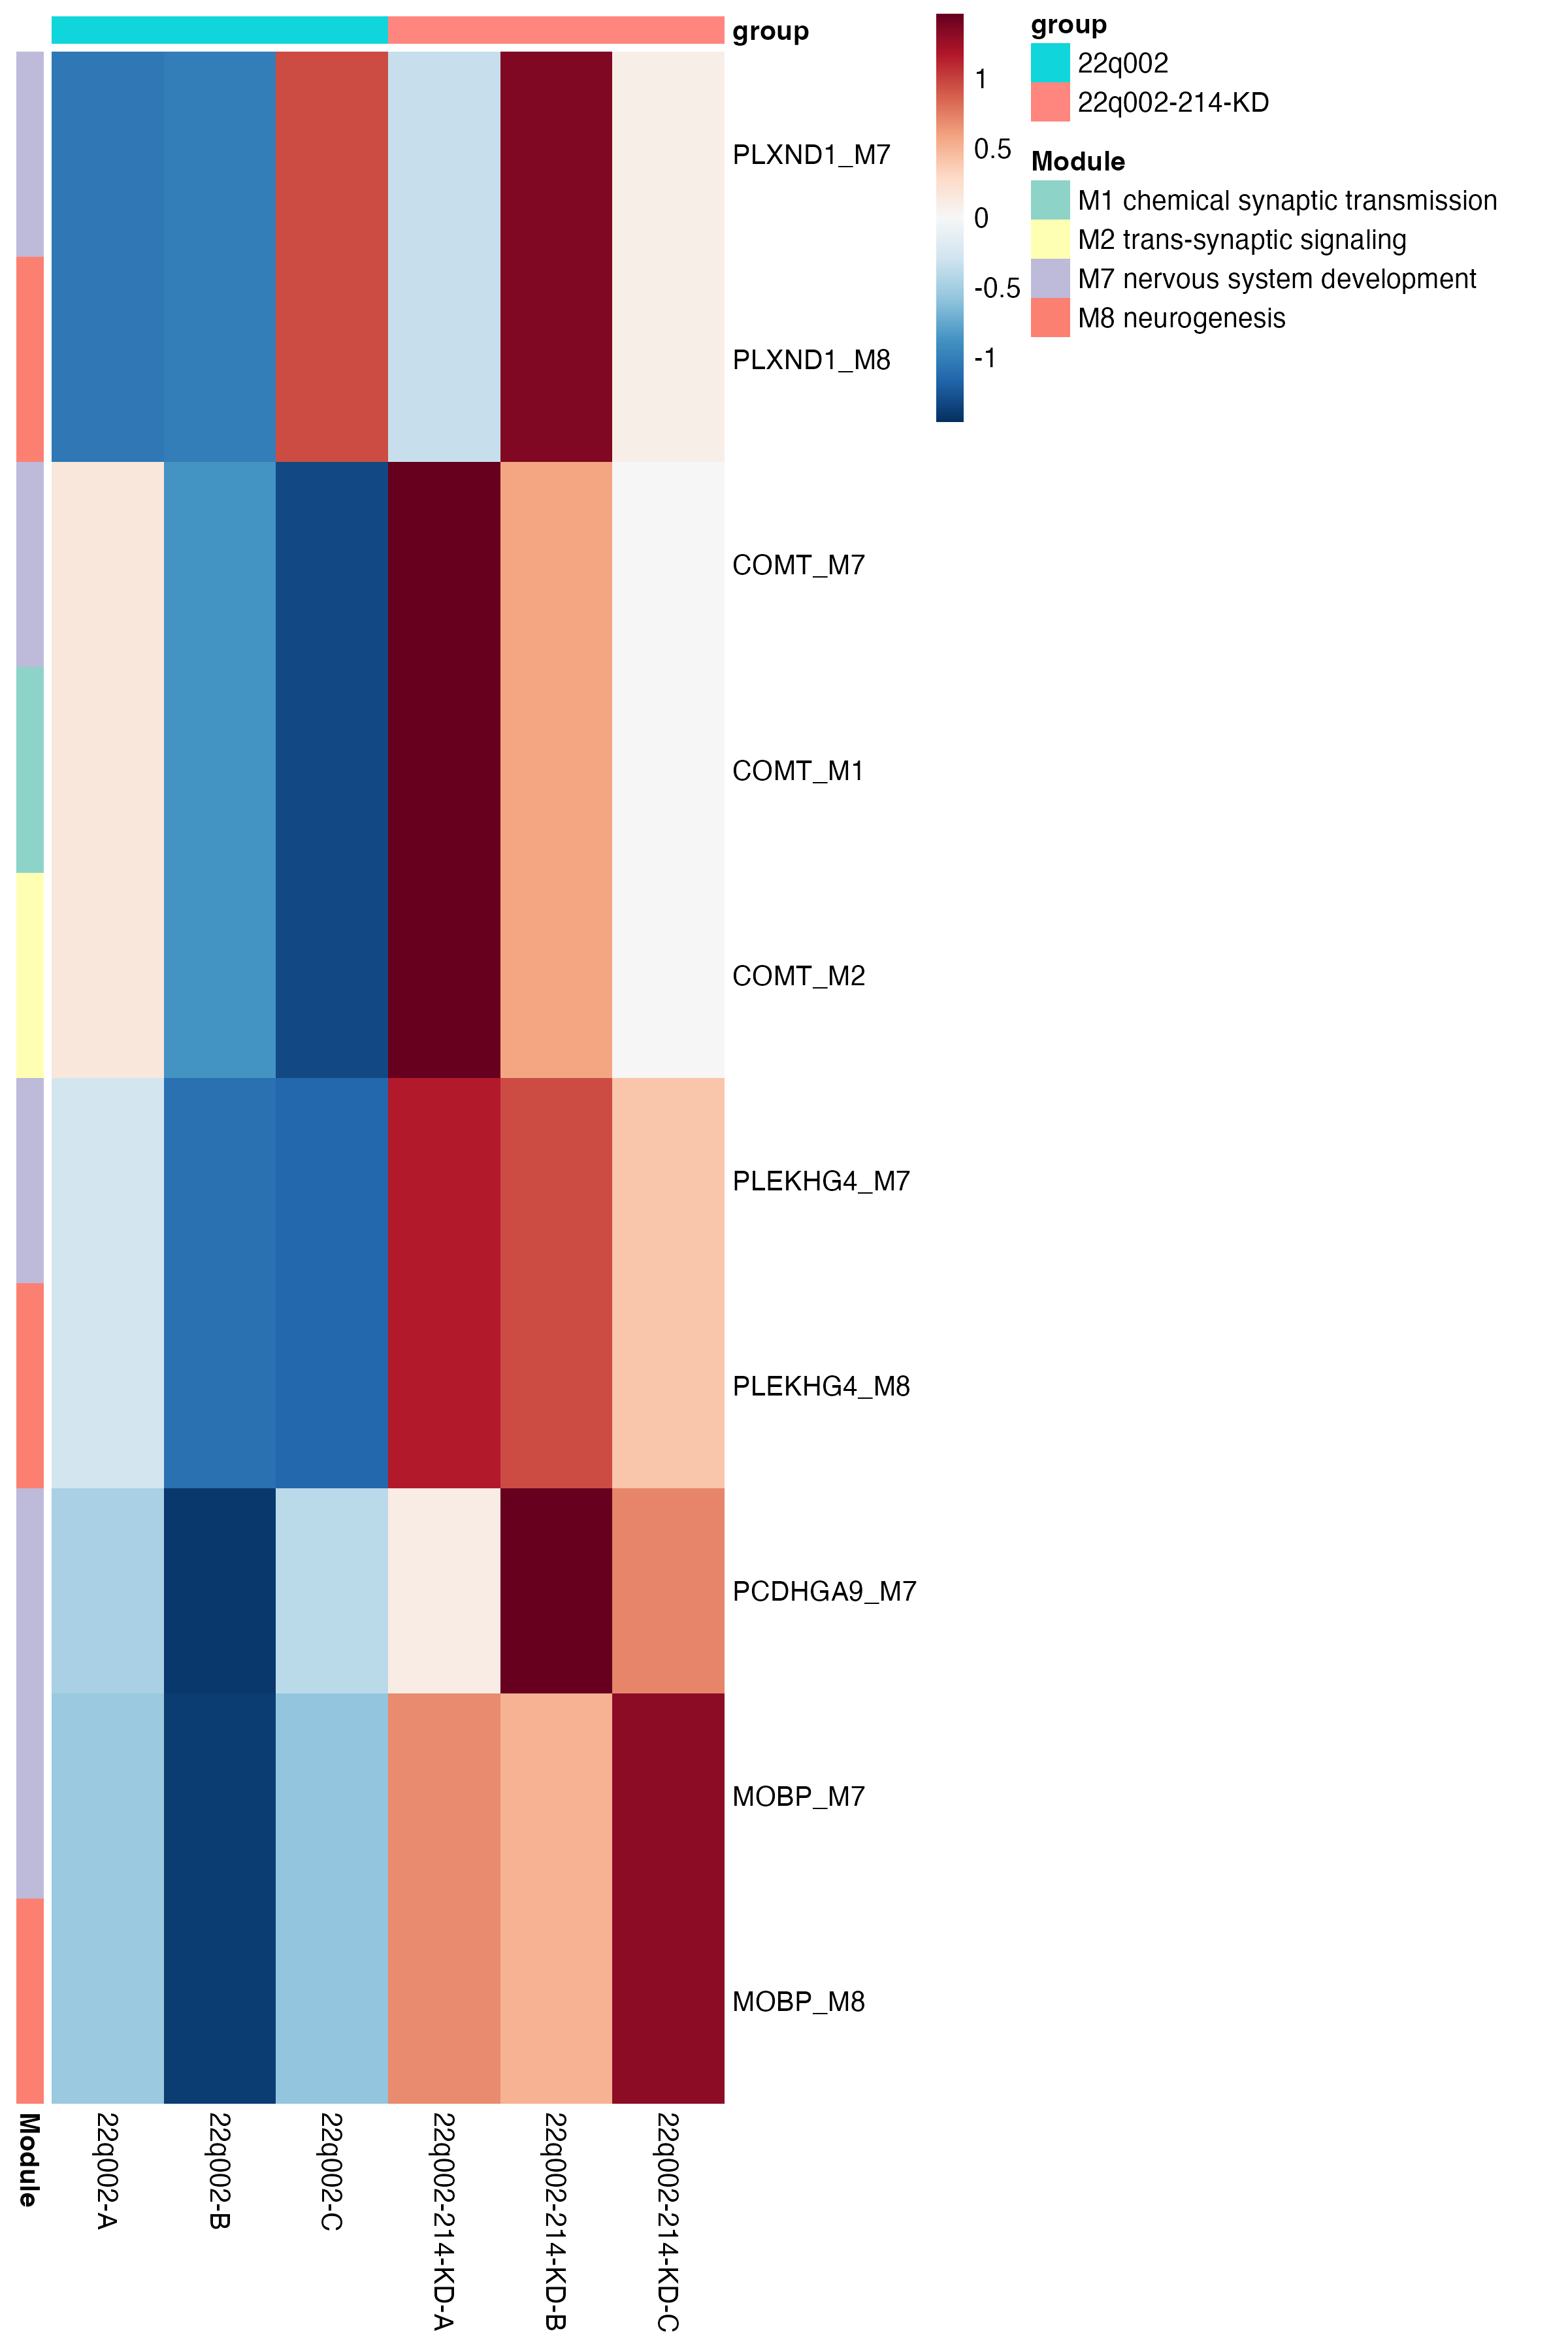 group
PLXND1_M7
PLXND1_M8
COMT_M7
COMT_M1
COMT_M2
PLEKHG4_M7
PLEKHG4_M8
PCDHGA9_M7
MOBP_M7
MOBP_M8
1
0.5
0
-0.5
-1
group
22q002
22q002-214-KD
Module
M1 chemical synaptic transmission
M2 trans-synaptic signaling
M7 nervous system development
M8 neurogenesis
Module
22q002-A
22q002-B
22q002-C
22q002-214-KD-A
22q002-214-KD-B
22q002-214-KD-C